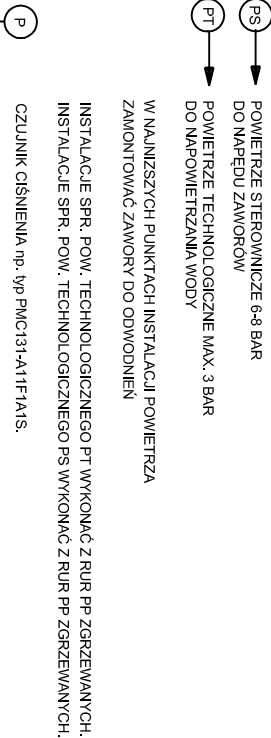 PS
POWIETRZE STEROWNICZE 6-8 BAR
DO NAPĘDU ZAWORÓW
PT
POWIETRZE TECHNOLOGICZNE MAX. 3 BAR
DO NAPOWIETRZANIA WODY
W NAJNIZSZYCH PUNKTACH INSTALACJI POWIETRZA
ZAMONTOWAĆ ZAWORY DO ODWODNIEŃ
INSTALACJE SPR. POW. TECHNOLOGICZNEGO PT WYKONAĆ Z RUR PP ZGRZEWANYCH.
INSTALACJE SPR. POW. TECHNOLOGICZNEGO PS WYKONAĆ Z RUR PP ZGRZEWANYCH.
P
CZUJNIK CIŚNIENIA np. typ PMC131-A11F1A1S.